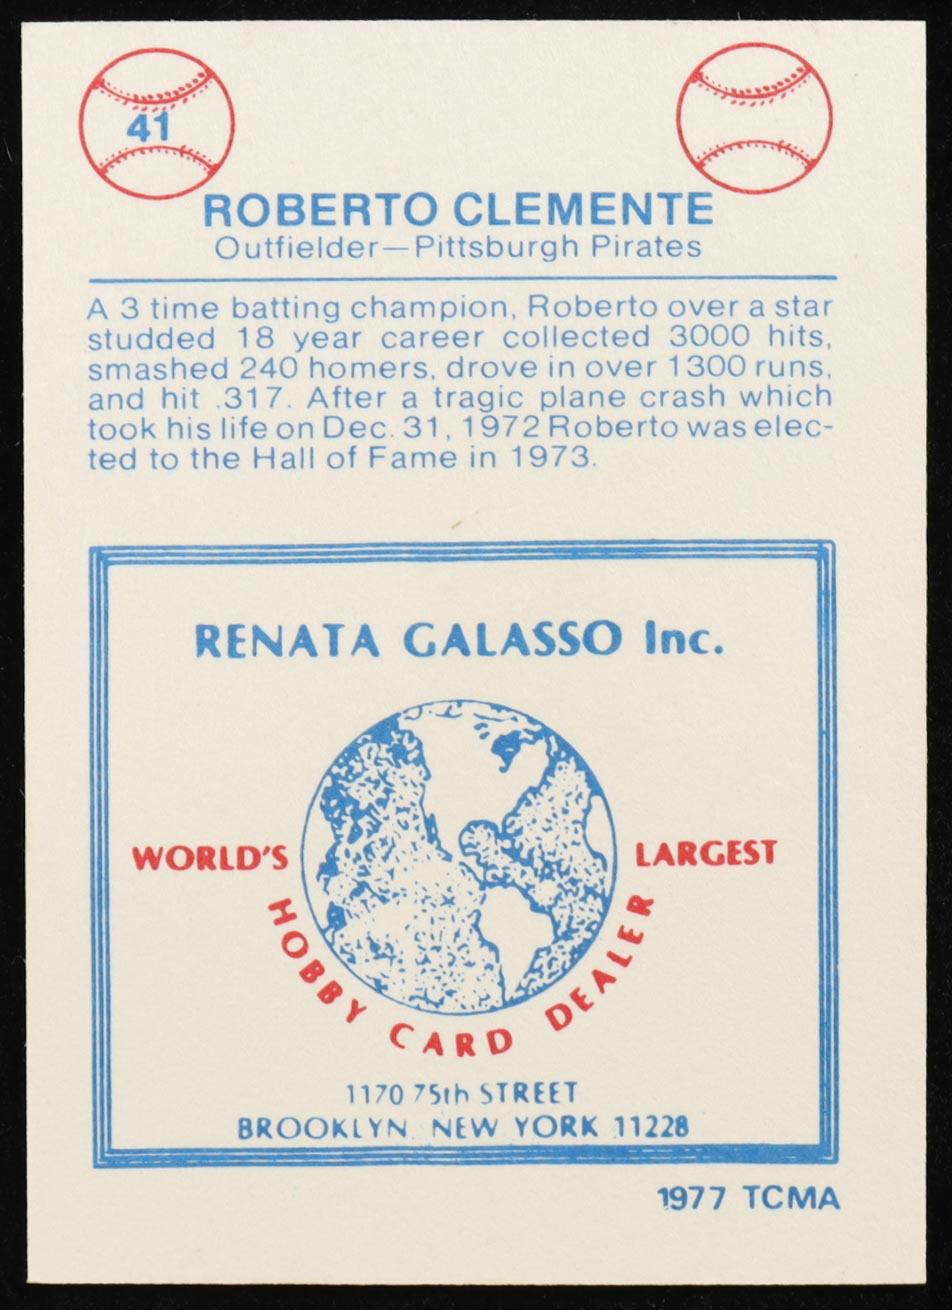 41
ROBERTO CLEMENTE
Outfielder—Pittsburgh Pirates
A 3 time batting champion, Roberto over a star
studded 18 year career collected 3000 hits,
smashed 240 homers, drove in over 1300 runs,
and hit .317. After a tragic plane crash which
took his life on Dec. 31, 1972 Roberto was elec-
ted to the Hall of Fame in 1973.
RENATA GALASSO Inc.
WORLD'S LARGEST
HOBBY CARD DEALER
1170 75th STREET
BROOKLYN NEW YORK 11228
1977 TCMA